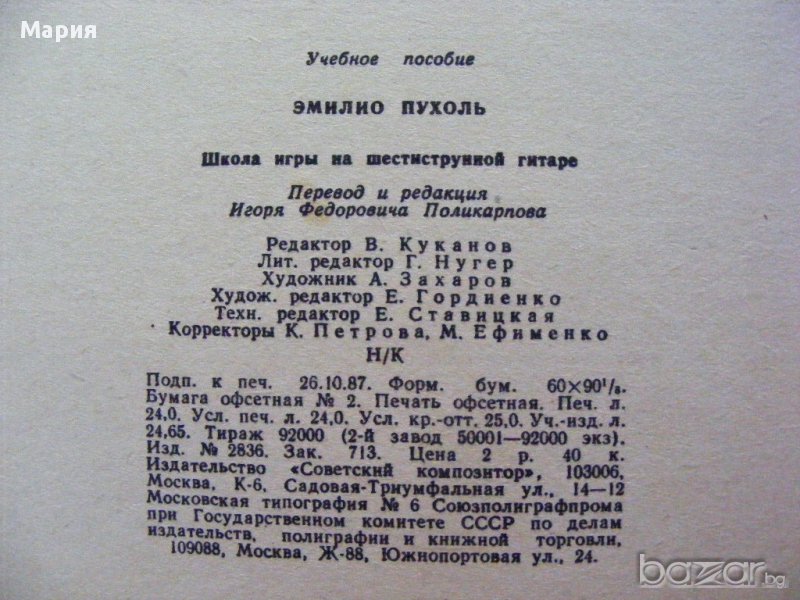 Мария
Учебное пособие
ЭМИЛИО ПУХОЛЬ
Школа игры на шестиструнной гитаре
Перевод и редакция
Игоря Федоровича Поликарпова
Редактор В. Куканов
Лит. редактор Г. Нугер
Художник А. Захаров
Худож. редактор Е. Гордиенко
Техн. редактор Е. Ставицкая
Корректоры К. Петрова, М. Ефименко
Н/К
Подп. к печ. 26.10.87. Форм. бум. 60×90¹/₈.
Бумага офсетная № 2. Печать офсетная. Печ. л.
24,0. Усл. печ. л. 24,0. Усл. кр.-отт. 25,0. Уч.-изд. л.
24,65. Тираж 92000 (2-й завод 50001—92000 экз).
Изд. № 2836. Зак. 713. Цена 2 р. 40 к.
Издательство «Советский композитор», 103006,
Москва, К-6, Садовая-Триумфальная ул., 14—12
Московская типография № 6 Союзполиграфпрома
при Государственном комитете СССР по делам
издательств, полиграфии и книжной торговли,
109088, Москва, Ж-88, Южнопортовая ул., 24.
bazar.bg